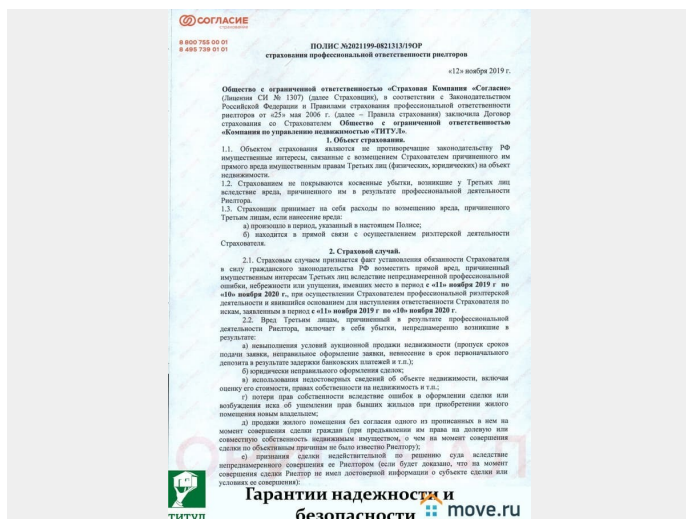 СОГЛАСИЕ
страхование
8 800 755 00 01
8 495 739 01 01
ПОЛИС №2021199-0821313/19ОР
страхования профессиональной ответственности риелторов
«12» ноября 2019 г.
Общество с ограниченной ответственностью «Страховая Компания «Согласие»
(Лицензия СИ № 1307) (далее Страховщик), в соответствии с Законодательством
Российской Федерации и Правилами страхования профессиональной ответственности
риелторов от «25» мая 2006 г. (далее – Правила страхования) заключила Договор
страхования со Страхователем Общество с ограниченной ответственностью
«Компания по управлению недвижимостью «ТИТУЛ».
1. Объект страхования.
1.1. Объектом страхования являются не противоречащие законодательству РФ
имущественные интересы, связанные с возмещением Страхователем причиненного им
прямого вреда имущественным правам Третьих лиц (физических, юридических) на объект
недвижимости.
1.2. Страхованием не покрываются косвенные убытки, возникшие у Третьих лиц
вследствие вреда, причиненного им в результате профессиональной деятельности
Риелтора.
1.3. Страховщик принимает на себя расходы по возмещению вреда, причиненного
Третьим лицам, если нанесение вреда:
а) произошло в период, указанный в настоящем Полисе;
б) находится в прямой связи с осуществлением риэлтерской деятельности
Страхователя.
2. Страховой случай.
2.1. Страховым случаем признается факт установления обязанности Страхователя
в силу гражданского законодательства РФ возместить прямой вред, причиненный
имущественным интересам Третьих лиц вследствие непреднамеренной профессиональной
ошибки, небрежности или упущения, имевших место в период с «11» ноября 2019 г по
«10» ноября 2020 г., при осуществлении Страхователем профессиональной риэлторской
деятельности и явившийся основанием для наступления ответственности Страхователя по
искам, заявленным в период с «11» ноября 2019 г по «10» ноября 2020 г.
2.2. Вред Третьим лицам, причиненный в результате профессиональной
деятельности Риелтора, включает в себя убытки, непреднамеренно возникшие в
результате:
а) невыполнения условий аукционной продажи недвижимости (пропуск сроков
подачи заявки, неправильное оформление заявки, невнесение в срок первоначального
депозита в результате задержки банковских платежей и т.п.);
б) юридически неправильного оформления сделок;
в) использования недостоверных сведений об объекте недвижимости, включая
оценку его стоимости, правах собственности на недвижимость и т.п.;
г) потери прав собственности вследствие ошибок в оформлении сделки или
возбуждения иска об ущемлении прав бывших жильцов при приобретении жилого
помещения новым владельцем;
д) продажи жилого помещения без согласия одного из прописанных в нем на
момент совершения сделки граждан (при предъявлении им права на долевую или
совместную собственность недвижимым имуществом, о чем на момент совершения
сделки по объективным причинам не было известно Риелтору);
е) признания сделки недействительной по решению суда вследствие
непреднамеренного совершения ее Риелтором (если будет доказано, что на момент
совершения сделки Риелтор не имел достоверной информации о субъекте сделки или
условиях ее совершения):
Гарантии надежности и
безопасности
ТИТУЛ
move.ru